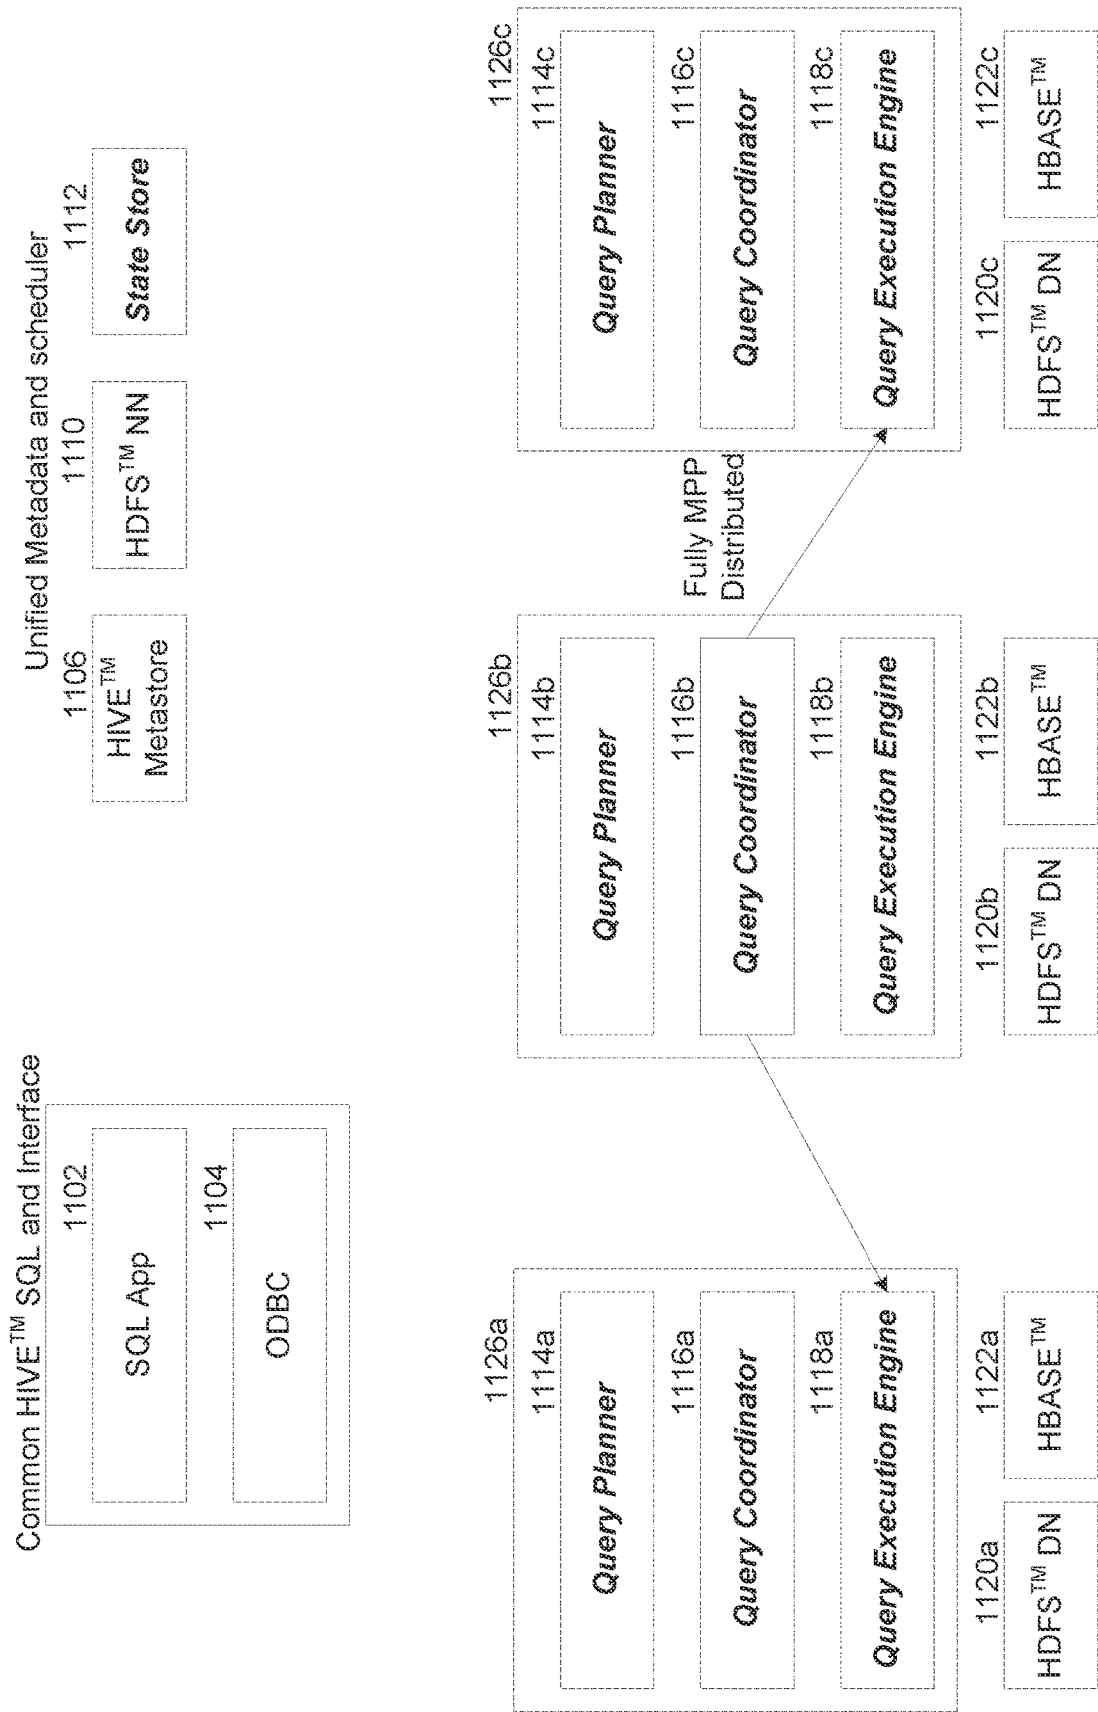 Common HIVE™ SQL and Interface
1102
SQL App
1104
ODBC
Unified Metadata and scheduler
1106
HIVE™
Metastore
1110
HDFS™ NN
1112
State Store
1126a
1114a
Query Planner
1116a
Query Coordinator
1118a
Query Execution Engine
1120a
HDFS™ DN
1122a
HBASE™
1126b
1114b
Query Planner
1116b
Query Coordinator
1118b
Query Execution Engine
1120b
HDFS™ DN
1122b
HBASE™
Fully MPP
Distributed
1126c
1114c
Query Planner
1116c
Query Coordinator
1118c
Query Execution Engine
1120c
HDFS™ DN
1122c
HBASE™